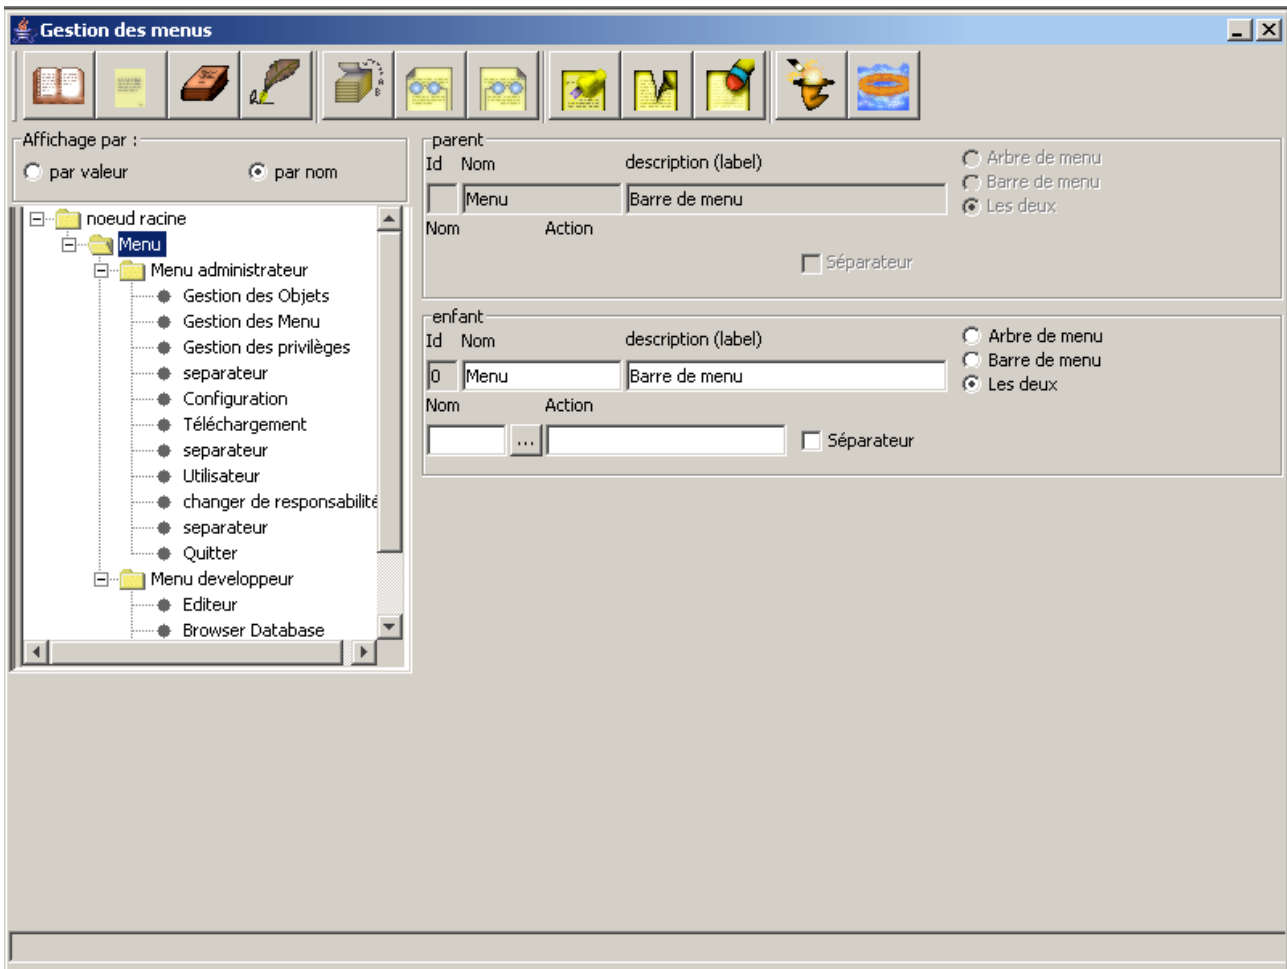 Gestion des menus
Affichage par :
par valeur
par nom
noeud racine
Menu
Menu administrateur
Gestion des Objets
Gestion des Menu
Gestion des privilèges
separateur
Configuration
Téléchargement
separateur
Utilisateur
changer de responsabilité
separateur
Quitter
Menu developpeur
Editeur
Browser Database
parent
Id Nom description (label)
Arbre de menu
Barre de menu
Menu Barre de menu
Les deux
Nom Action
Séparateur
enfant
Id Nom description (label)
Arbre de menu
Barre de menu
0 Menu Barre de menu
Les deux
Nom Action
... Séparateur